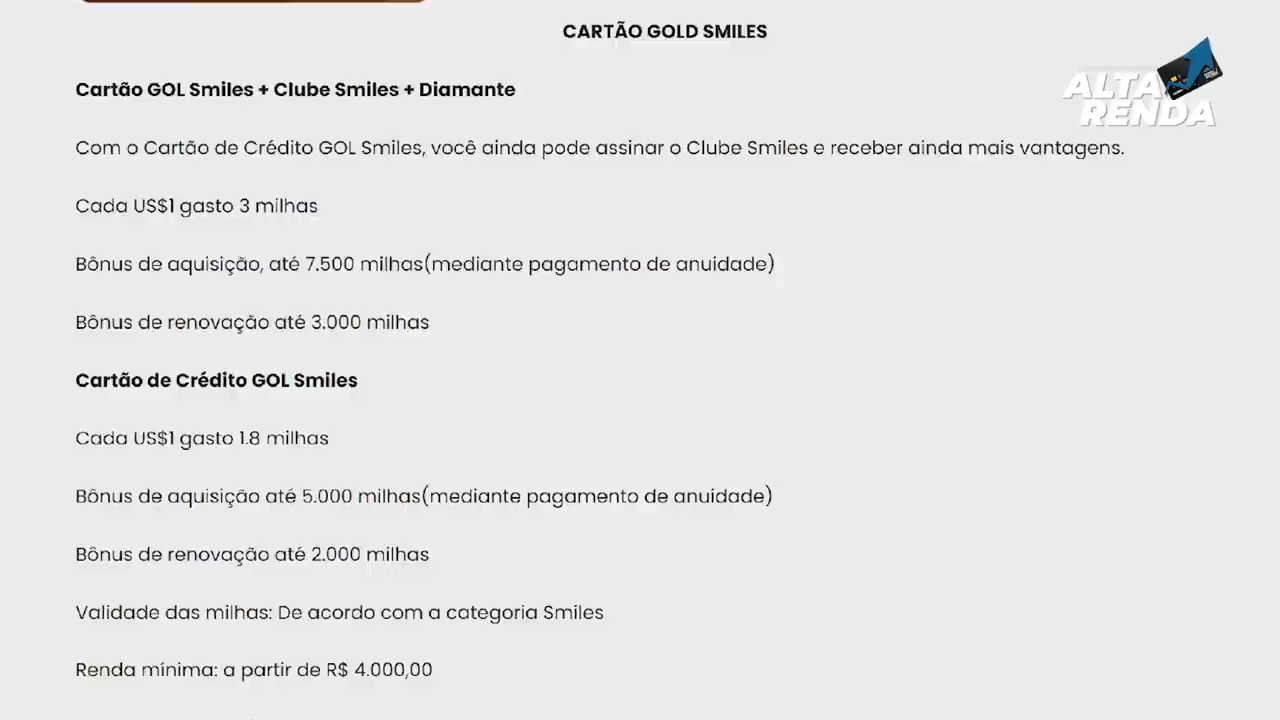 CARTÃO GOLD SMILES
ALTA
RENDA
Cartão GOL Smiles + Clube Smiles + Diamante
Com o Cartão de Crédito GOL Smiles, você ainda pode assinar o Clube Smiles e receber ainda mais vantagens.
Cada US$1 gasto 3 milhas
Bônus de aquisição, até 7.500 milhas(mediante pagamento de anuidade)
Bônus de renovação até 3.000 milhas
Cartão de Crédito GOL Smiles
Cada US$1 gasto 1.8 milhas
Bônus de aquisição até 5.000 milhas(mediante pagamento de anuidade)
Bônus de renovação até 2.000 milhas
Validade das milhas: De acordo com a categoria Smiles
Renda mínima: a partir de R$ 4.000,00